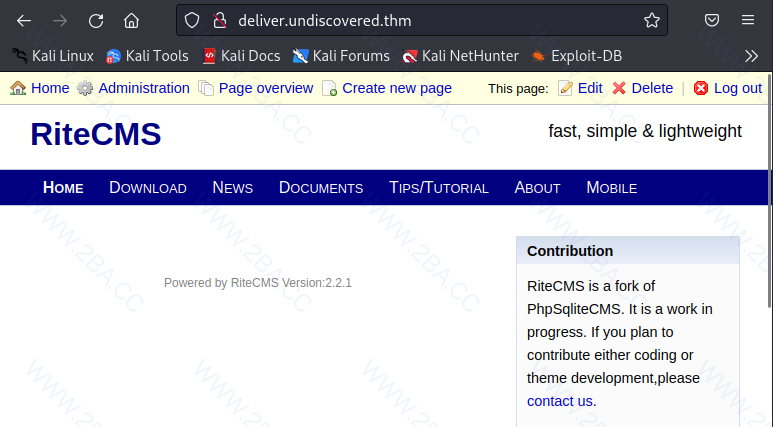 deliver.undiscovered.thm
Kali Linux Kali Tools Kali Docs Kali Forums Kali NetHunter Exploit-DB
Home Administration Page overview Create new page This page: Edit Delete | Log out
RiteCMS fast, simple & lightweight
HOME DOWNLOAD NEWS DOCUMENTS TIPS/TUTORIAL ABOUT MOBILE
Powered by RiteCMS Version:2.2.1
Contribution
RiteCMS is a fork of
PhpSqliteCMS. It is a work in
progress. If you plan to
contribute either coding or
theme development,please
contact us.
WWW.2BA.CC